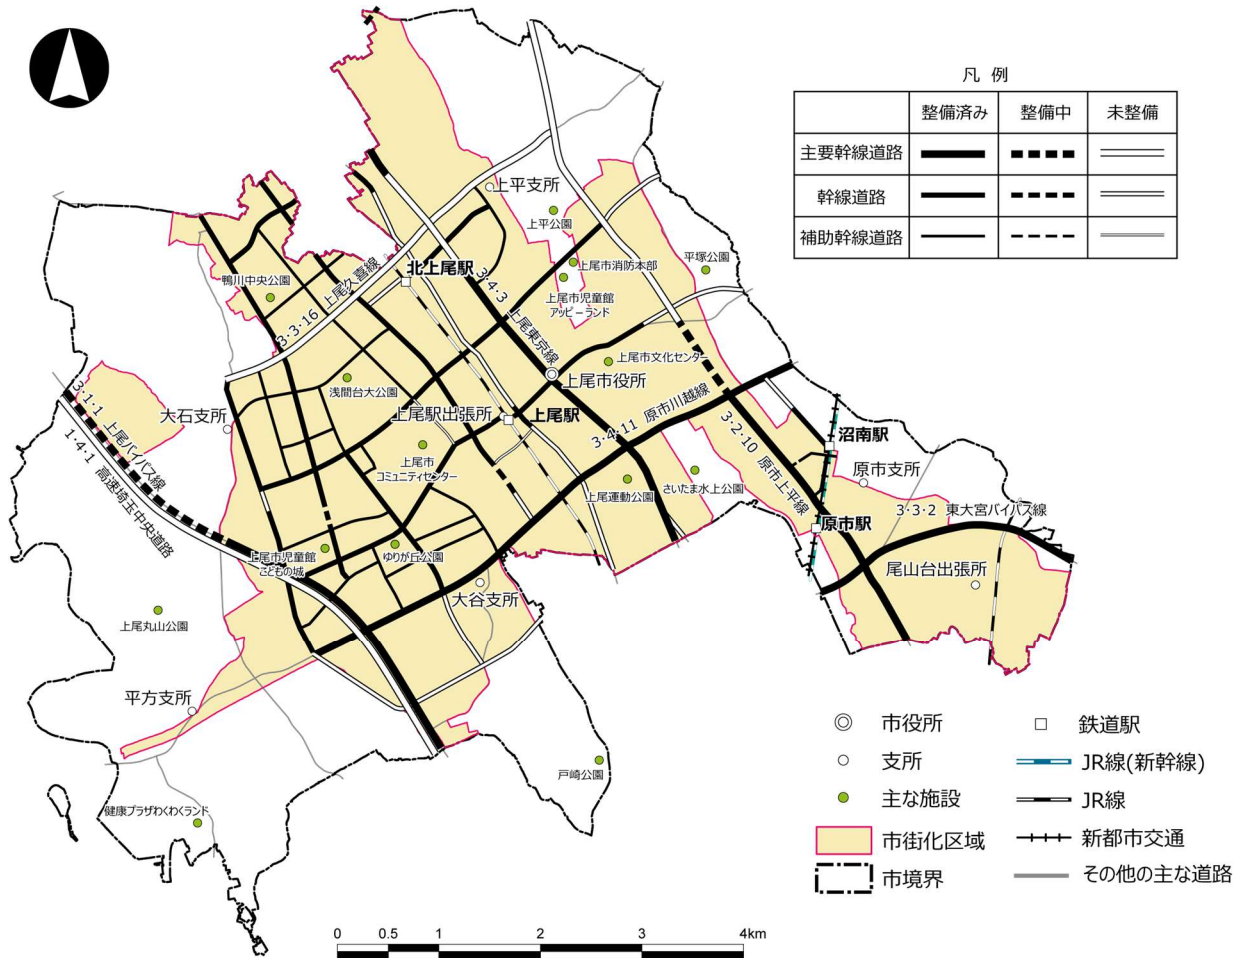 凡 例
整備済み 整備中 未整備
主要幹線道路
幹線道路
補助幹線道路
上平支所
上平公園
北上尾駅
上尾市消防本部
平塚公園
鴨川中央公園
上尾市児童館
アッピーランド
3・3・16 上尾久喜線
3・4・3 上尾東京線
上尾市文化センター
上尾市役所
浅間台大公園
3・1・1 上尾バイパス線
大石支所
上尾駅出張所
上尾駅
3・4・11 原市川越線
1・4・1 高速埼玉中央道路
上尾市
コミュニティセンター
3・2・10 原市上平線
沼南駅
原市支所
上尾運動公園
さいたま水上公園
原市駅
3・3・2 東大宮バイパス線
上尾市児童館
こどもの城
ゆりが丘公園
尾山台出張所
大谷支所
上尾丸山公園
平方支所
戸崎公園
健康プラザわくわくランド
市役所
支所
主な施設
市街化区域
市境界
鉄道駅
JR線(新幹線)
JR線
新都市交通
その他の主な道路
0 0.5 1 2 3 4km